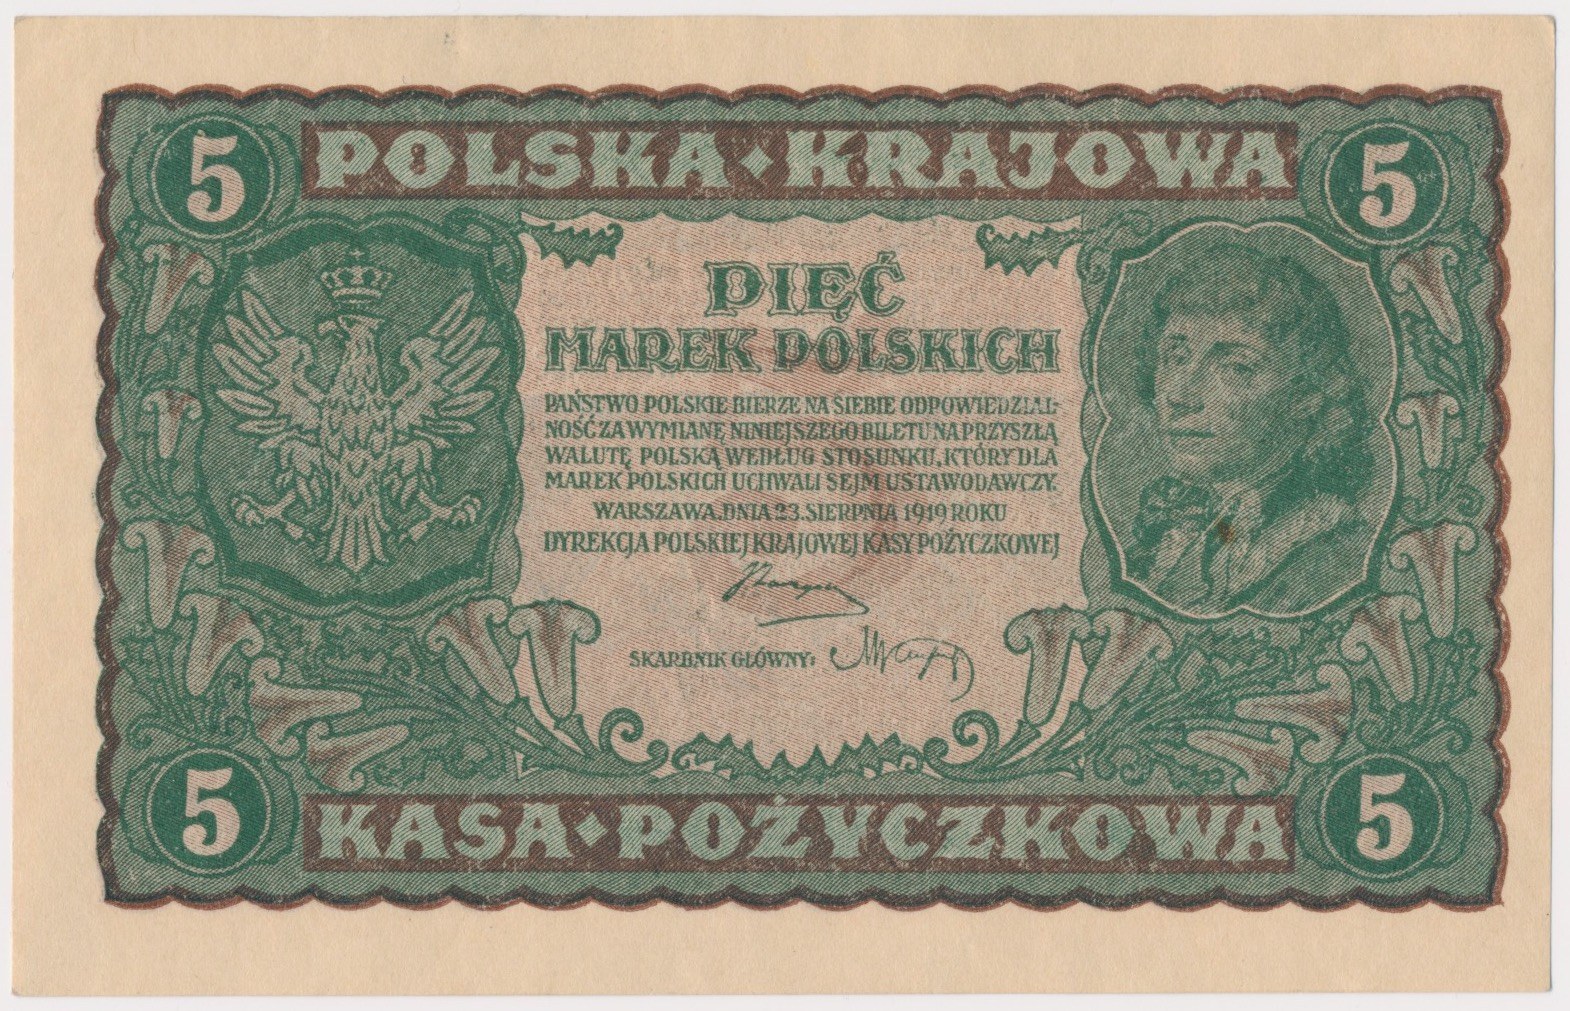 5 POLSKA·KRAJOWA 5
PIĘĆ
MAREK POLSKICH
PAŃSTWO POLSKIE BIERZE NA SIEBIE ODPOWIEDZIAL-
NOŚĆ ZA WYMIANĘ NINIEJSZEGO BILETU NA PRZYSZŁĄ
WALUTĘ POLSKĄ WEDŁUG STOSUNKU, KTÓRY DLA
MAREK POLSKICH UCHWALI SEJM USTAWODAWCZY.
WARSZAWA, DNIA 23. SIERPNIA 1919 ROKU
DYREKCJA POLSKIEJ KRAJOWEJ KASY POŻYCZKOWEJ
SKARBNIK GŁÓWNY:
5 KASA·POŻYCZKOWA 5